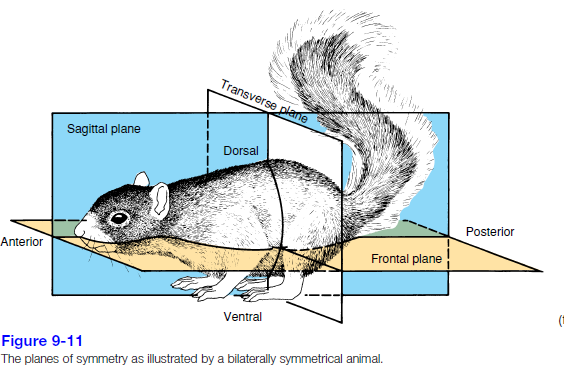 Transverse plane
Sagittal plane
Dorsal
Anterior
Posterior
Frontal plane
Ventral
Figure 9-11
The planes of symmetry as illustrated by a bilaterally symmetrical animal.